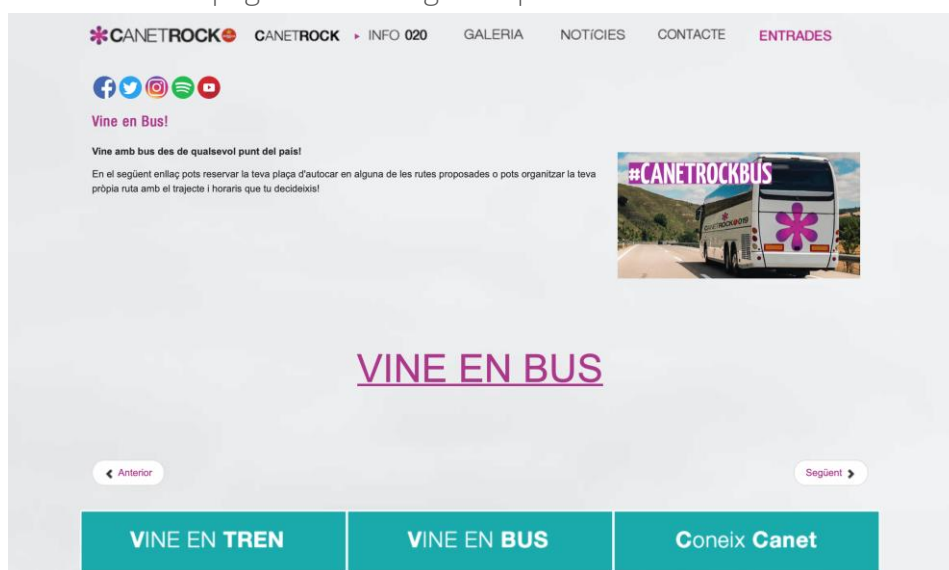 CANETROCK CANETROCK ▸ INFO 020 GALERIA NOTÍCIES CONTACTE ENTRADES
Vine en Bus!
Vine amb bus des de qualsevol punt del país!
En el següent enllaç pots reservar la teva plaça d'autocar en alguna de les rutes proposades o pots organitzar la teva
pròpia ruta amb el trajecte i horaris que tu decideixis!
#CANETROCKBUS
CANETROCK 019
VINE EN BUS
Anterior
Següent
VINE EN TREN VINE EN BUS Coneix Canet